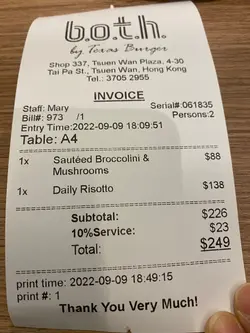 b.o.t.h.
by Texas Burger
Shop 337, Tsuen Wan Plaza, 4-30
Tai Pa St., Tsuen Wan, Hong Kong
Tel.: 3705 2955
INVOICE
Staff: Mary Serial#:061835
Bill#: 973 /1 Persons:2
Entry Time:2022-09-09 18:09:51
Table: A4
1x Sautéed Broccolini & Mushrooms $88
1x Daily Risotto $138
Subtotal: $226
10%Service: $23
Total: $249
print time: 2022-09-09 18:49:15
print #: 1
Thank You Very Much!